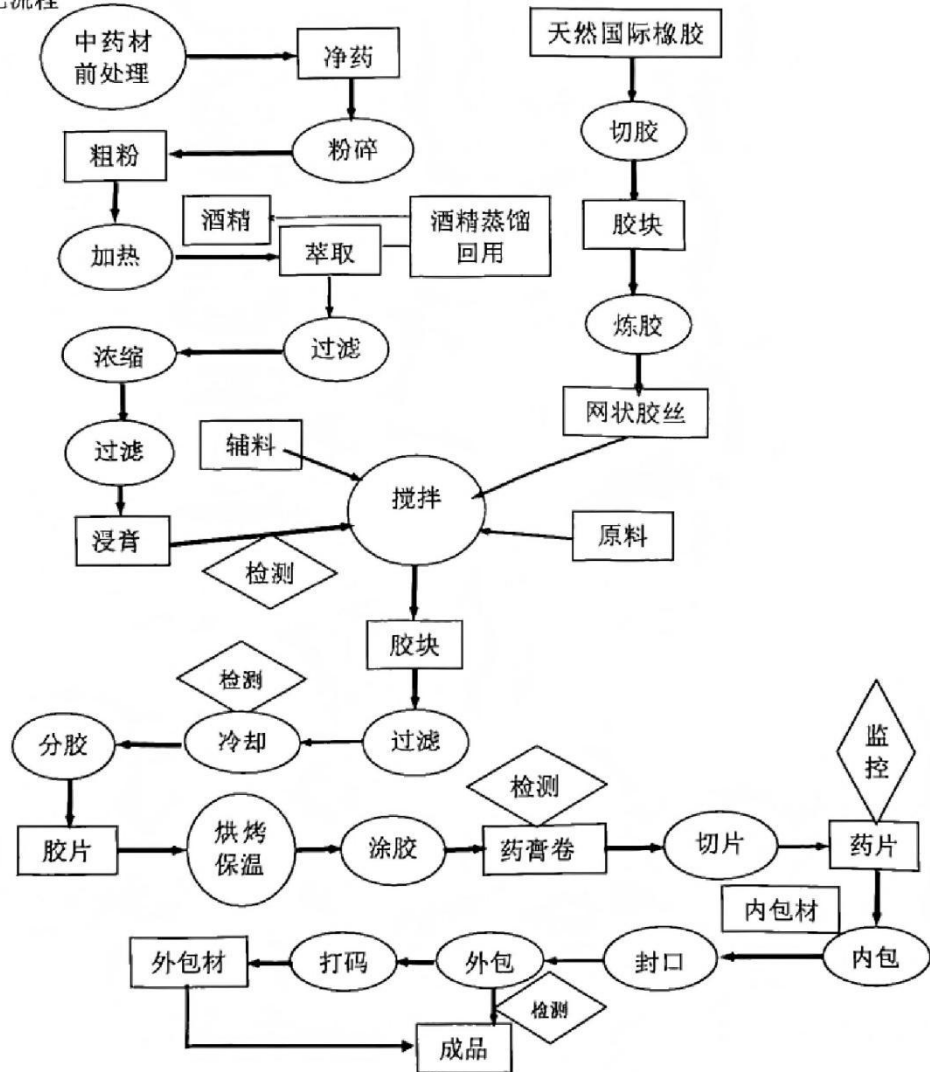 流程
中药材
前处理
净药
天然国际橡胶
粉碎
粗粉
切胶
酒精
酒精蒸馏
回用
胶块
加热
萃取
炼胶
过滤
浓缩
网状胶丝
辅料
过滤
搅拌
浸膏
检测
原料
胶块
检测
分胶
冷却
过滤
监控
检测
胶片
烘烤
保温
涂胶
药膏卷
切片
药片
内包材
外包材
打码
外包
封口
内包
检测
成品